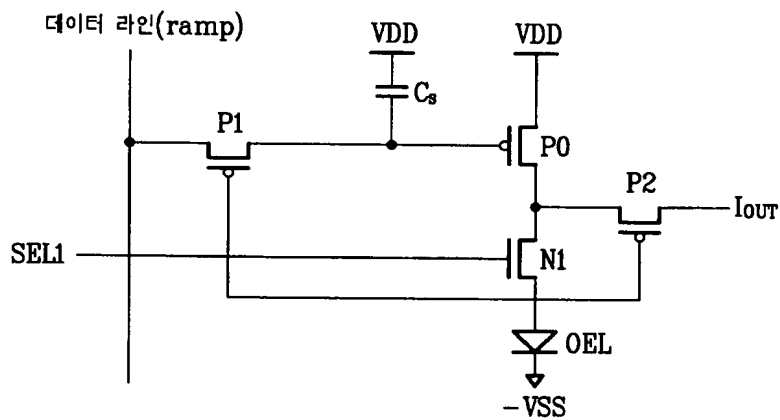 데이터 라인(ramp)
VDD
VDD
Cs
P1
P0
P2
IOUT
SEL1
N1
OEL
-VSS